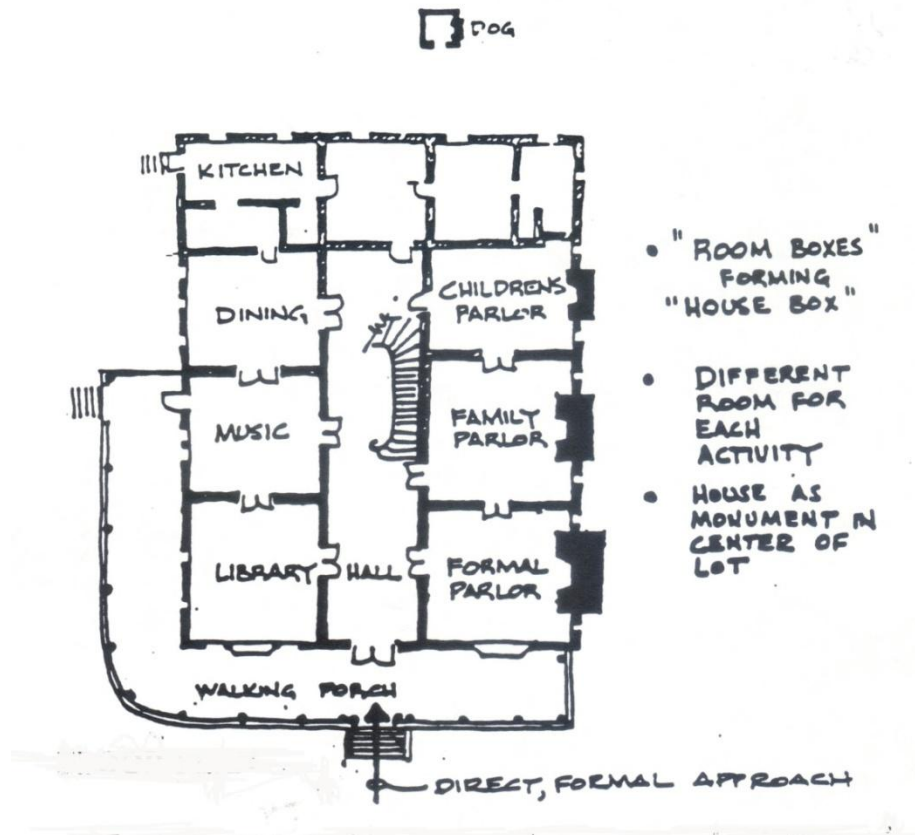 DOG
KITCHEN
DINING
MUSIC
LIBRARY
HALL
CHILDRENS
PARLOR
FAMILY
PARLOR
FORMAL
PARLOR
WALKING PORCH
DIRECT, FORMAL APPROACH
• "ROOM BOXES"
FORMING
"HOUSE BOX"
• DIFFERENT
ROOM FOR
EACH
ACTIVITY
• HOUSE AS
MONUMENT IN
CENTER OF
LOT